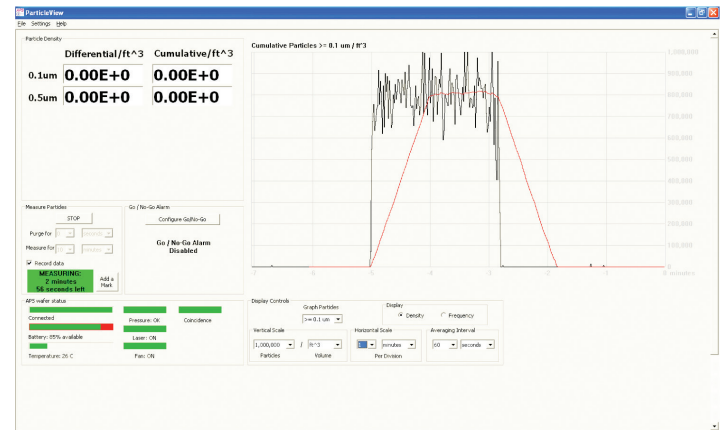 ParticleView
File Settings Help
Particle Density
Differential/ft^3 Cumulative/ft^3
0.1um 0.00E+0 0.00E+0
0.5um 0.00E+0 0.00E+0
Measure Particles
STOP
Purge for seconds
Measure for 10 minutes
Record data
MEASURING:
2 minutes
56 seconds left
Add a
Mark
Go / No-Go Alarm
Configure Go/No-Go
Go / No-Go Alarm
Disabled
APS wafer status
Connected
Pressure: OK
Coincidence
Battery: 85% available
Laser: ON
Temperature: 26 C
Fan: ON
Cumulative Particles >= 0.1 um / ft^3
1,000,000
900,000
800,000
700,000
600,000
500,000
400,000
300,000
200,000
100,000
0
-7 -6 -5 -4 -3 -2 -1 0 minutes
Display Controls
Graph Particles
>= 0.1 um
Display
Density
Frequency
Vertical Scale
1,000,000 / ft^3
Particles Volume
Horizontal Scale
1 minutes
Per Division
Averaging Interval
60 seconds